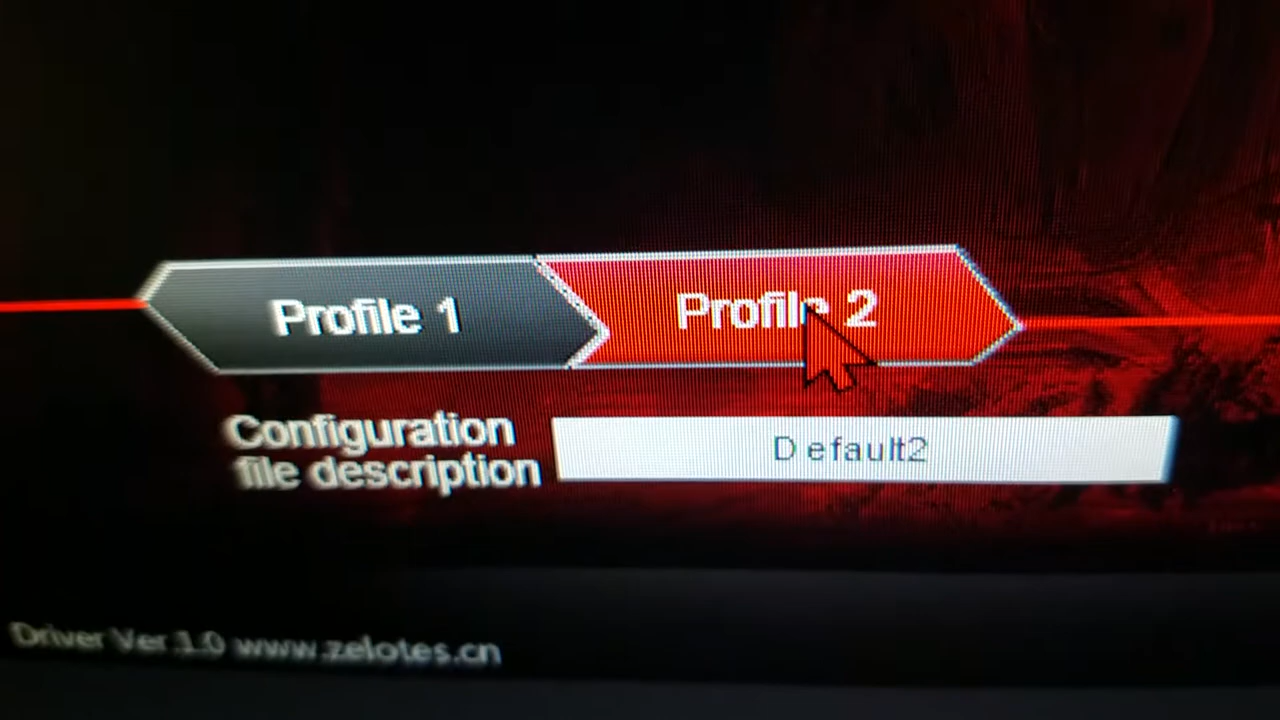 Profile 1
Profile 2
Configuration
file description
Default2
Driver Ver 1.0 www.zelotes.cn